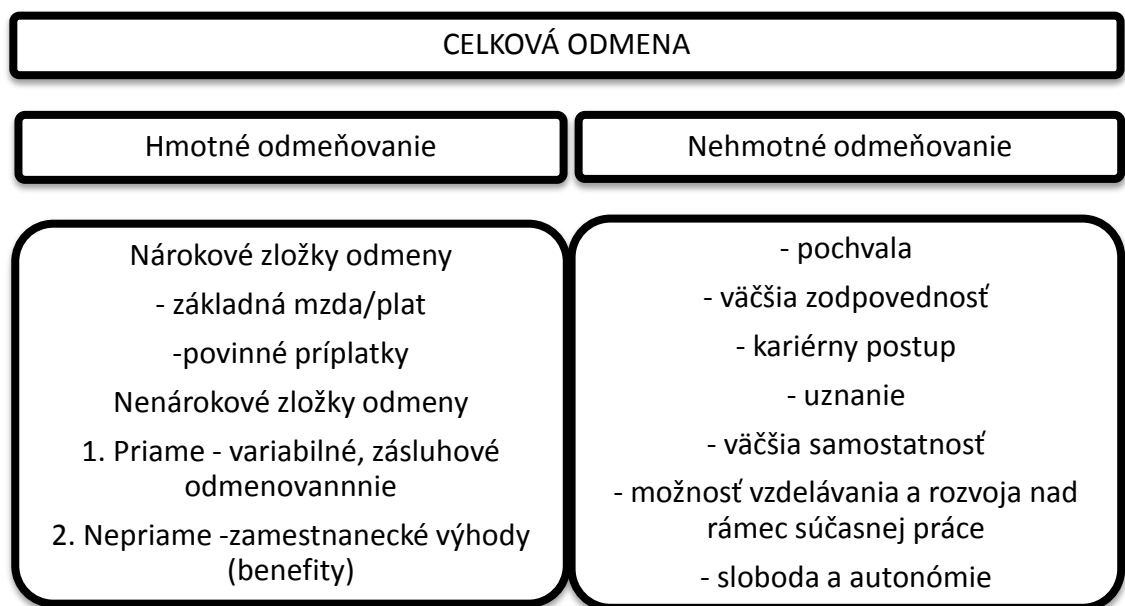 CELKOVÁ ODMENA
Hmotné odmeňovanie
Nehmotné odmeňovanie
Nárokové zložky odmeny
- základná mzda/plat
-povinné príplatky
Nenárokové zložky odmeny
1. Priame - variabilné, zásluhové
odmenovannnie
2. Nepriame -zamestnanecké výhody
(benefity)
- pochvala
- väčšia zodpovednosť
- kariérny postup
- uznanie
- väčšia samostatnosť
- možnosť vzdelávania a rozvoja nad
rámec súčasnej práce
- sloboda a autonómie